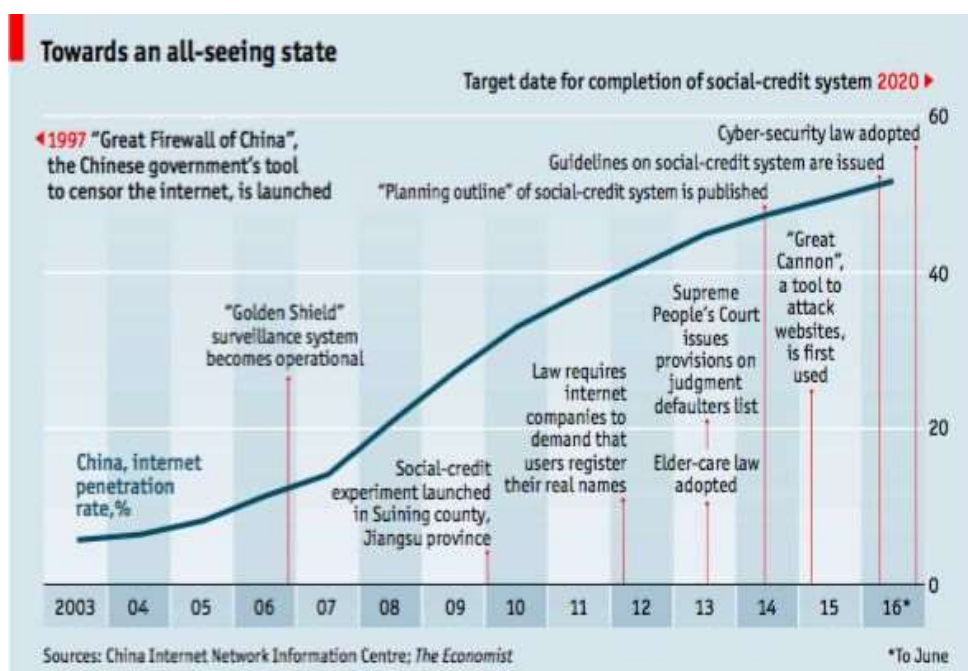 Towards an all-seeing state
Target date for completion of social-credit system 2020 ▶
◀ 1997 “Great Firewall of China”,
the Chinese government’s tool
to censor the internet, is launched
60
Cyber-security law adopted
Guidelines on social-credit system are issued
“Planning outline” of social-credit system is published
“Great
Cannon”,
a tool to
attack
websites,
is first
used
40
Supreme
People’s Court
issues
provisions on
judgment
defaulters list
“Golden Shield”
surveillance system
becomes operational
Law requires
internet
companies to
demand that
users register
their real names
20
China, internet
penetration
rate,%
Social-credit
experiment launched
in Suining county,
Jiangsu province
Elder-care law
adopted
0
2003 04 05 06 07 08 09 10 11 12 13 14 15 16*
Sources: China Internet Network Information Centre; The Economist
*To June